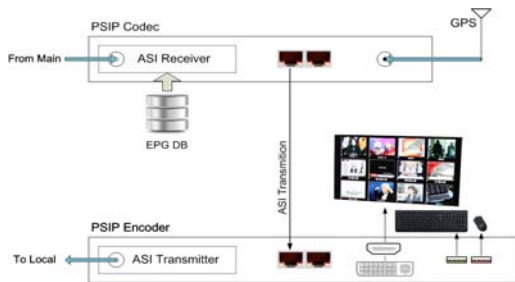 PSIP Codec
GPS
From Main
ASI Receiver
EPG DB
ASI Transmition
PSIP Encoder
To Local
ASI Transmitter